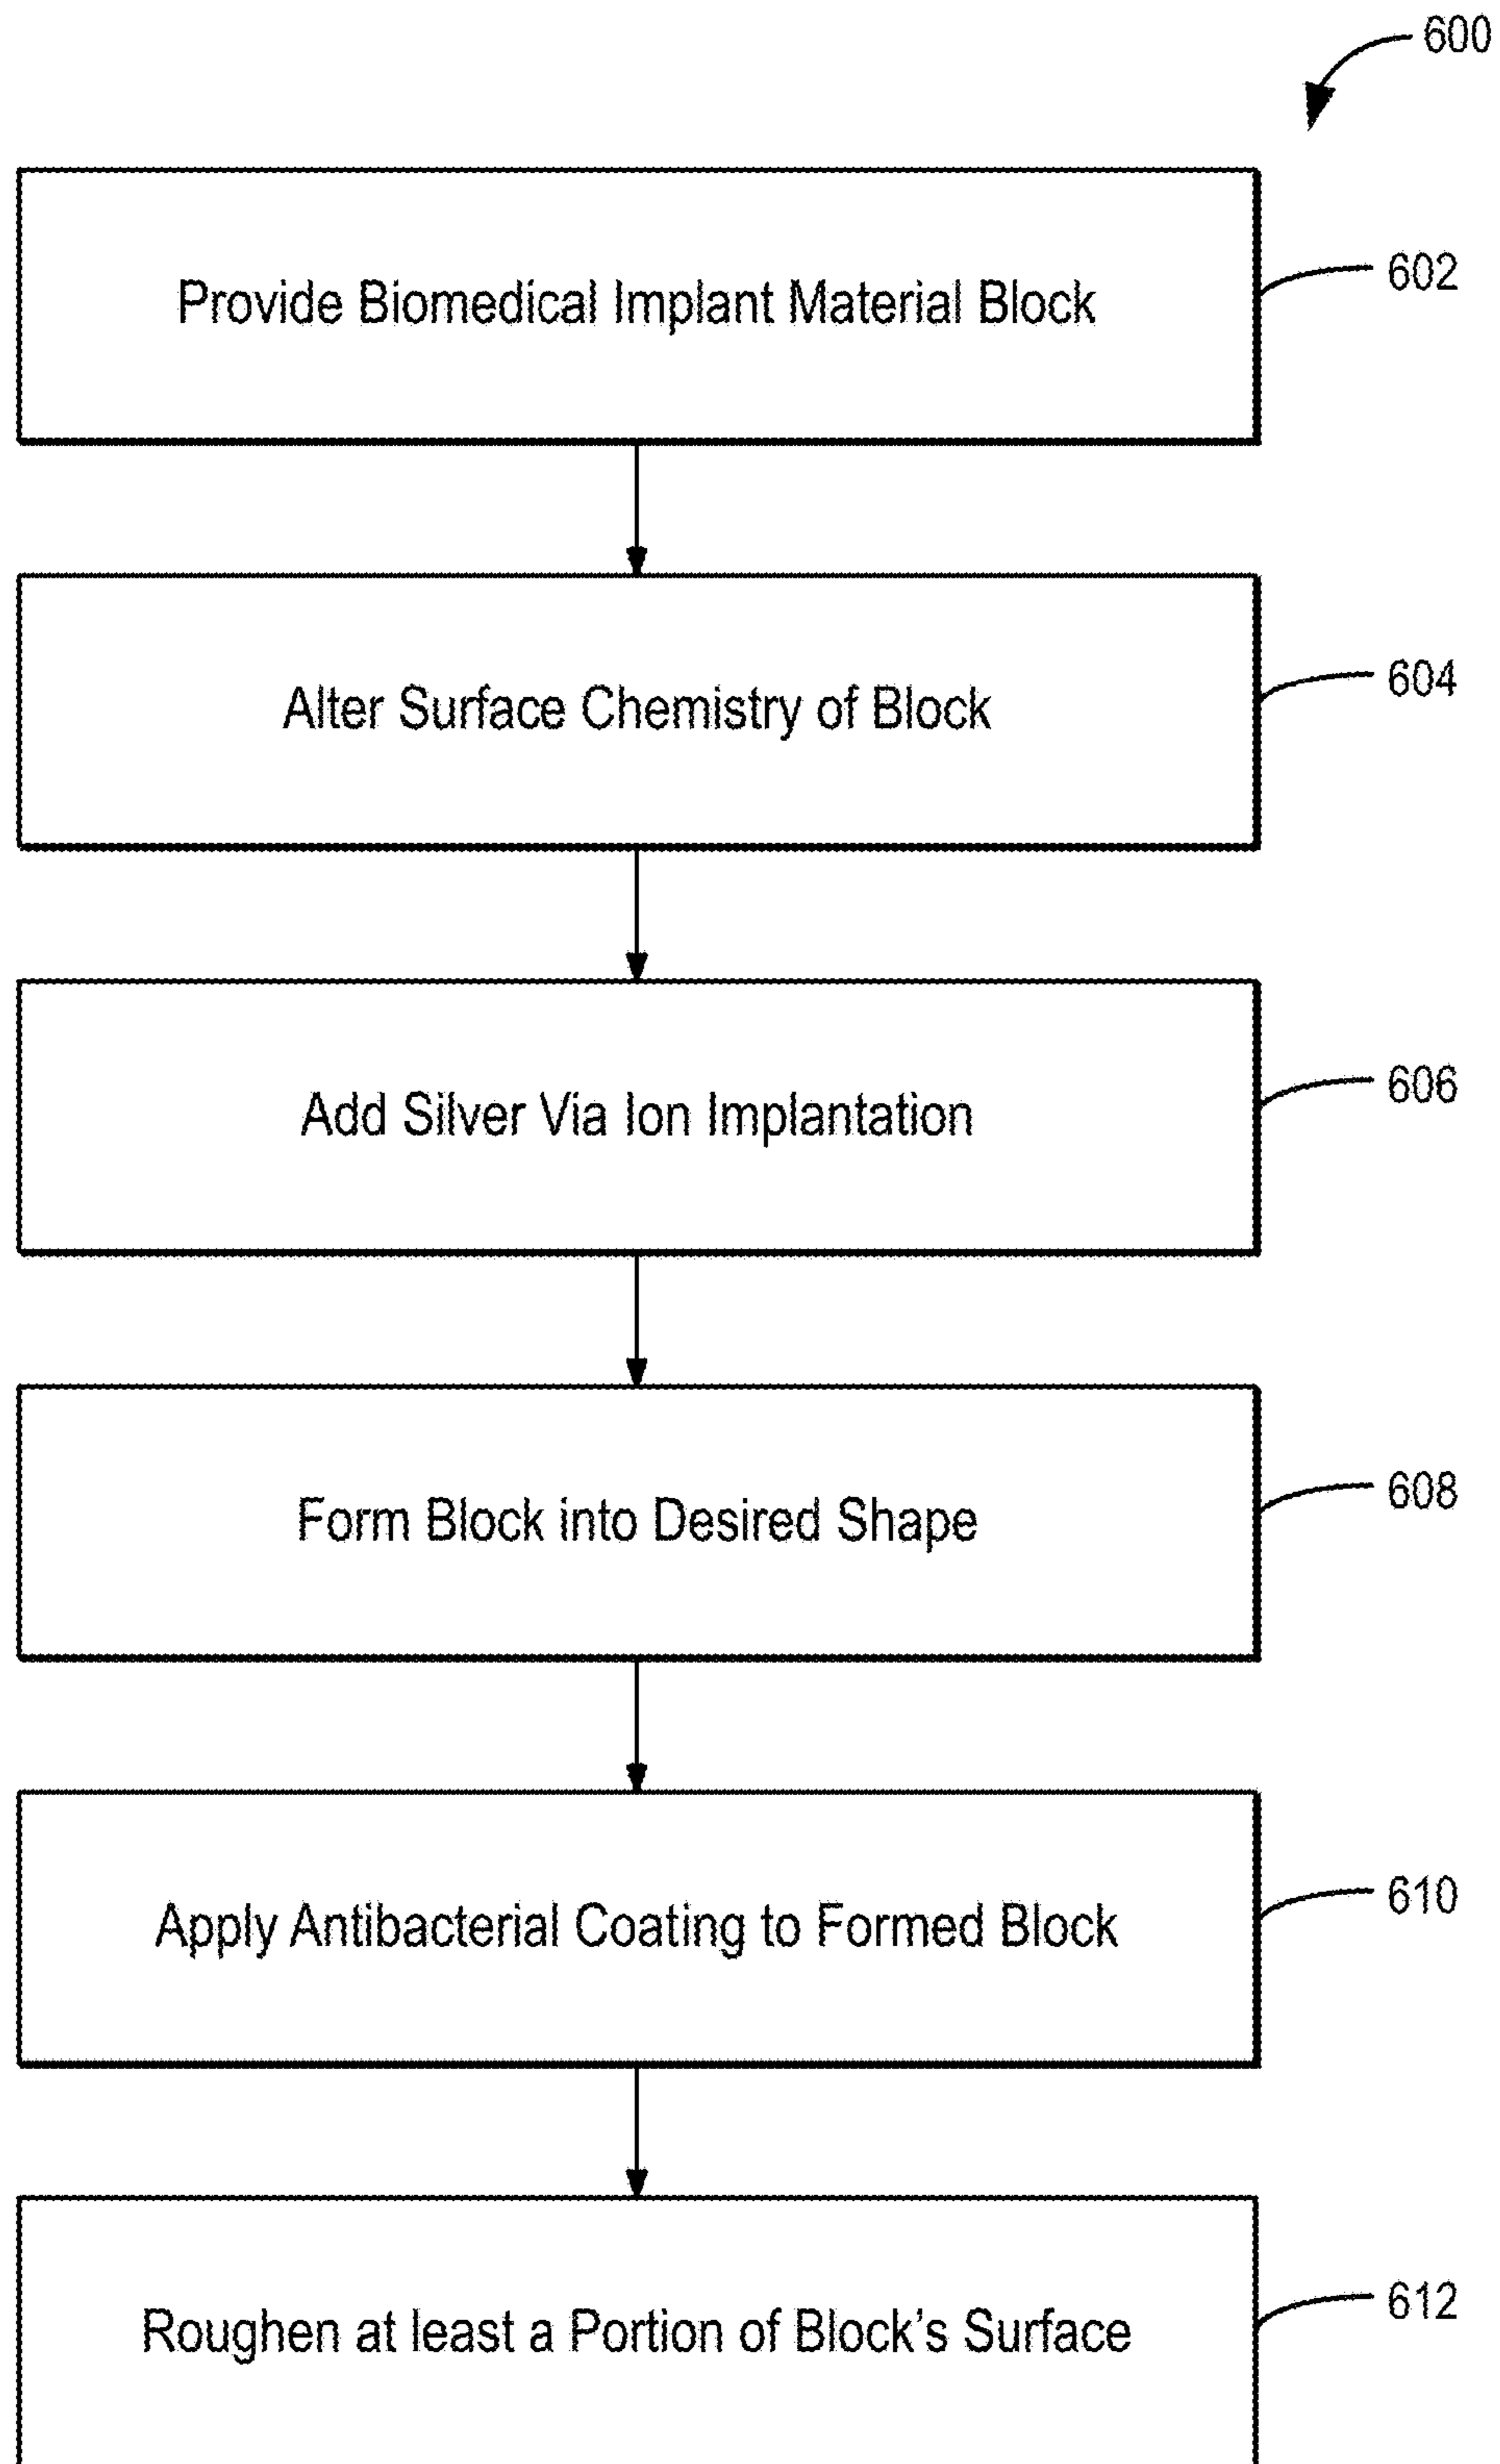 600
Provide Biomedical Implant Material Block
602
Alter Surface Chemistry of Block
604
Add Silver Via Ion Implantation
606
Form Block into Desired Shape
608
Apply Antibacterial Coating to Formed Block
610
Roughen at least a Portion of Block's Surface
612